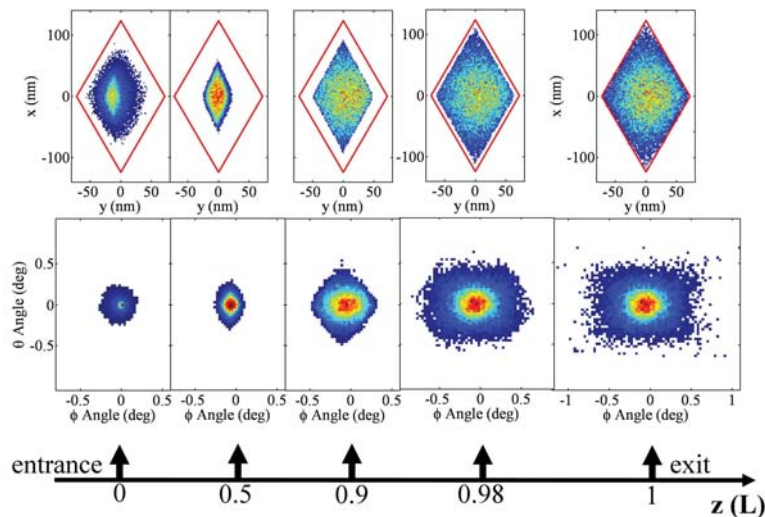 x (nm)
100
0
-100
-50 0 50
-50 0 50
-50 0 50
-50 0 50
-50 0 50
y (nm)
y (nm)
y (nm)
y (nm)
y (nm)
θ Angle (deg)
0.5
0
-0.5
0 0.5
-0.5 0 0.5
-0.5 0 0.5
-0.5 0 0.5
-1 -0.5 0 0.5 1
ϕ Angle (deg)
ϕ Angle (deg)
ϕ Angle (deg)
ϕ Angle (deg)
ϕ Angle (deg)
entrance exit
0 0.5 0.9 0.98 1
z (L)